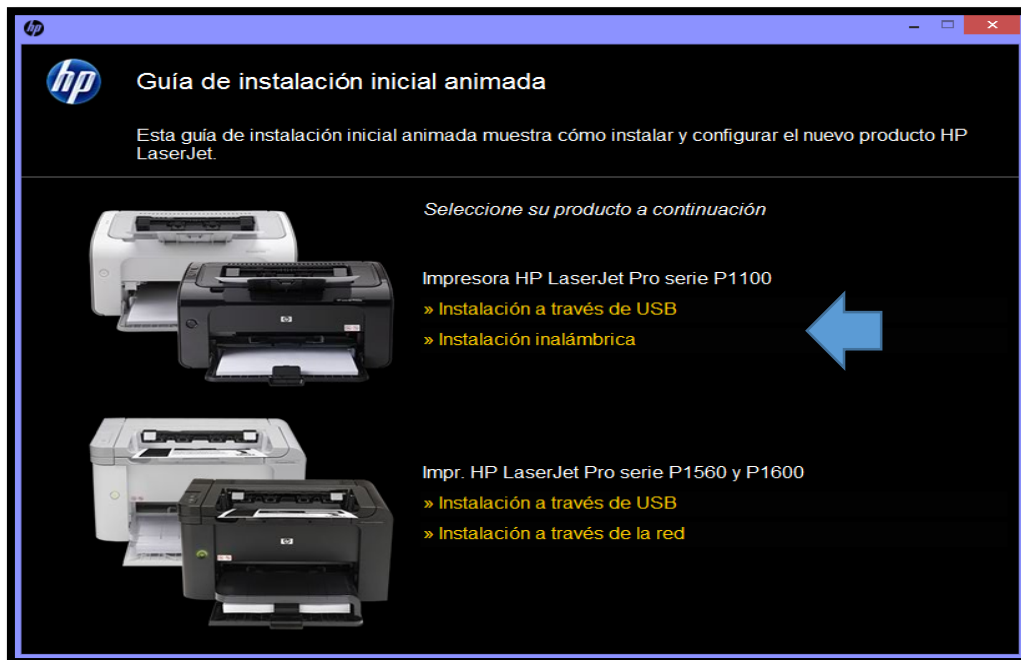 hp
hp
Guía de instalación inicial animada
Esta guía de instalación inicial animada muestra cómo instalar y configurar el nuevo producto HP
LaserJet.
Seleccione su producto a continuación
Impresora HP LaserJet Pro serie P1100
» Instalación a través de USB
» Instalación inalámbrica
Impr. HP LaserJet Pro serie P1560 y P1600
» Instalación a través de USB
» Instalación a través de la red